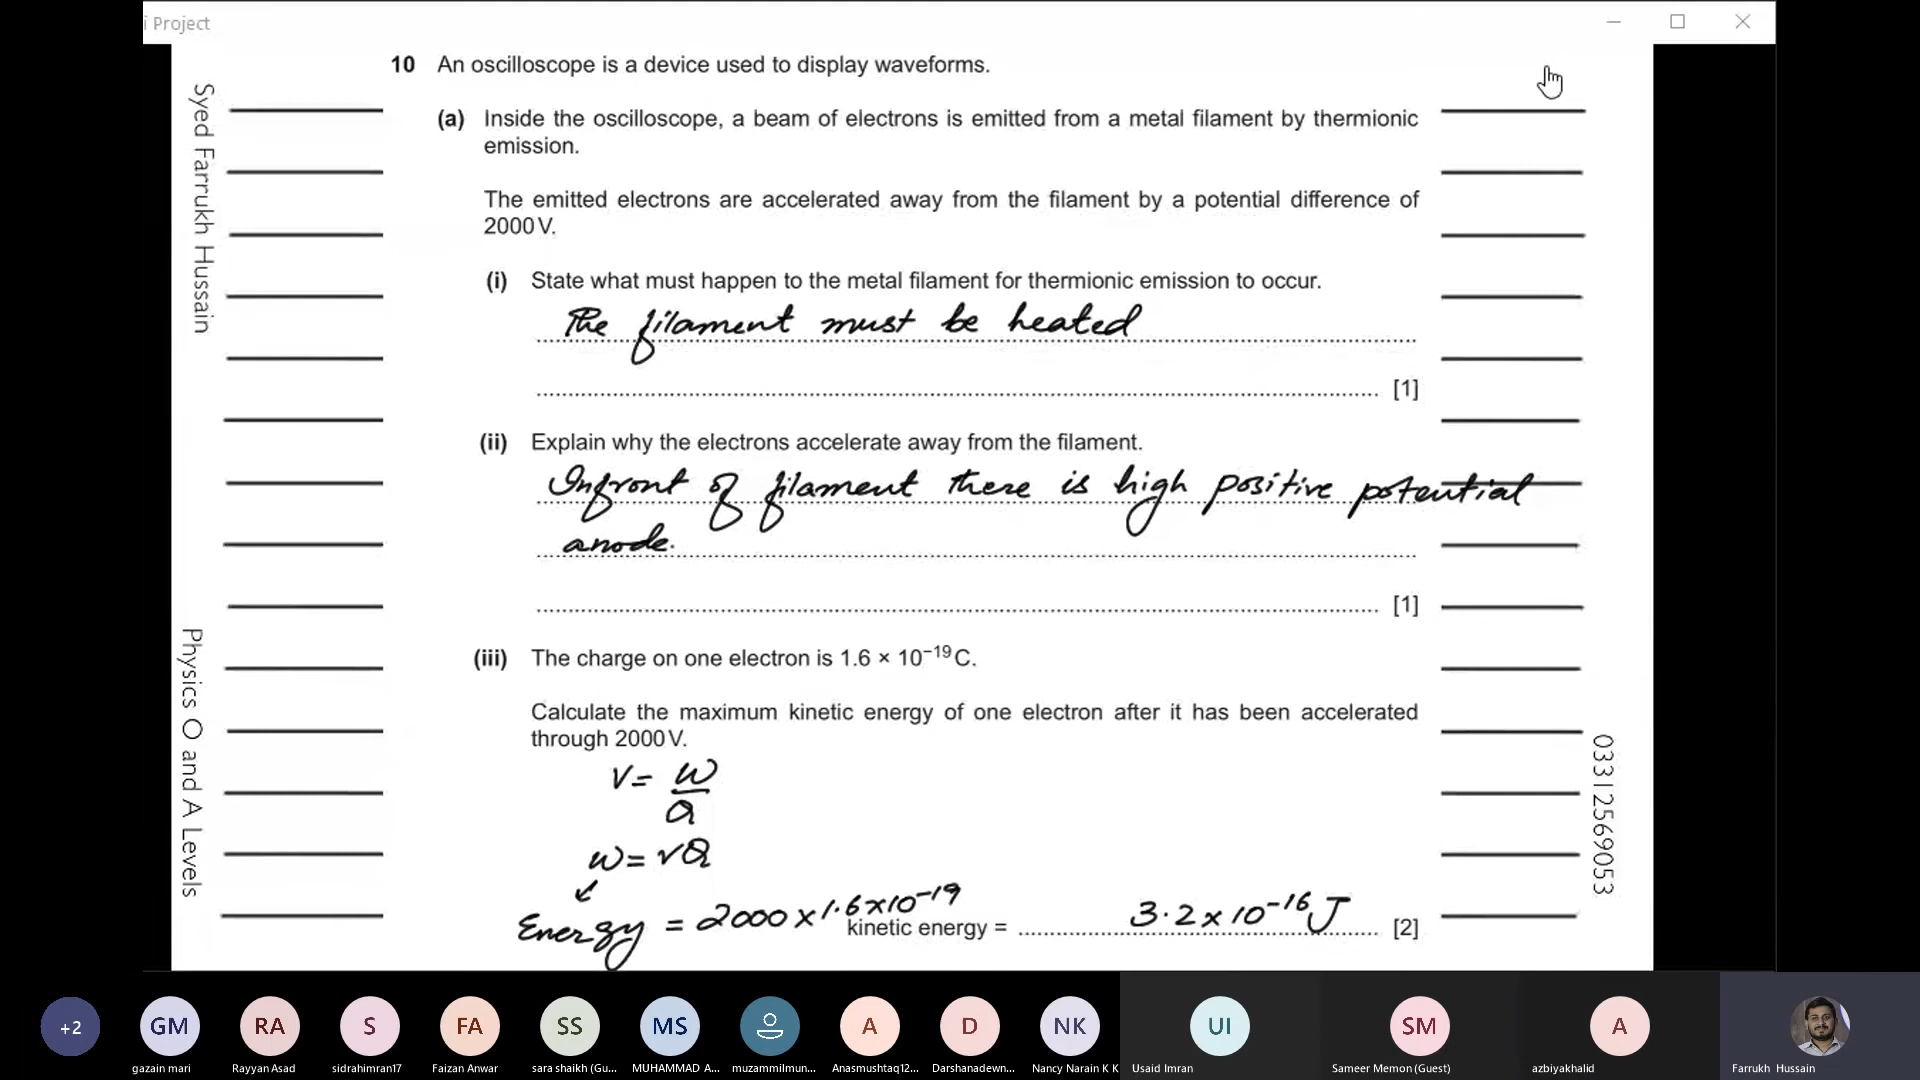 i Project
10 An oscilloscope is a device used to display waveforms.
(a) Inside the oscilloscope, a beam of electrons is emitted from a metal filament by thermionic
emission.
The emitted electrons are accelerated away from the filament by a potential difference of
2000 V.
(i) State what must happen to the metal filament for thermionic emission to occur.
The filament must be heated
[1]
(ii) Explain why the electrons accelerate away from the filament.
Infront of filament there is high positive potential
anode.
[1]
(iii) The charge on one electron is 1.6 × 10⁻¹⁹ C.
Calculate the maximum kinetic energy of one electron after it has been accelerated
through 2000 V.
V = W
Q
W = VQ
Energy = 2000 × 1.6 × 10⁻¹⁹
kinetic energy = 3.2 × 10⁻¹⁶ J [2]
Syed Farrukh Hussain
Physics O and A Levels
03312569053
+2
GM
RA
S
FA
SS
MS
A
D
NK
UI
SM
A
gazain mari
Rayyan Asad
sidrahimran17
Faizan Anwar
sara shaikh (Gu...
MUHAMMAD A...
muzammilmun...
Anasmushtaq12...
Darshanadewn...
Nancy Narain K K
Usaid Imran
Sameer Memon (Guest)
azbiyakhalid
Farrukh Hussain